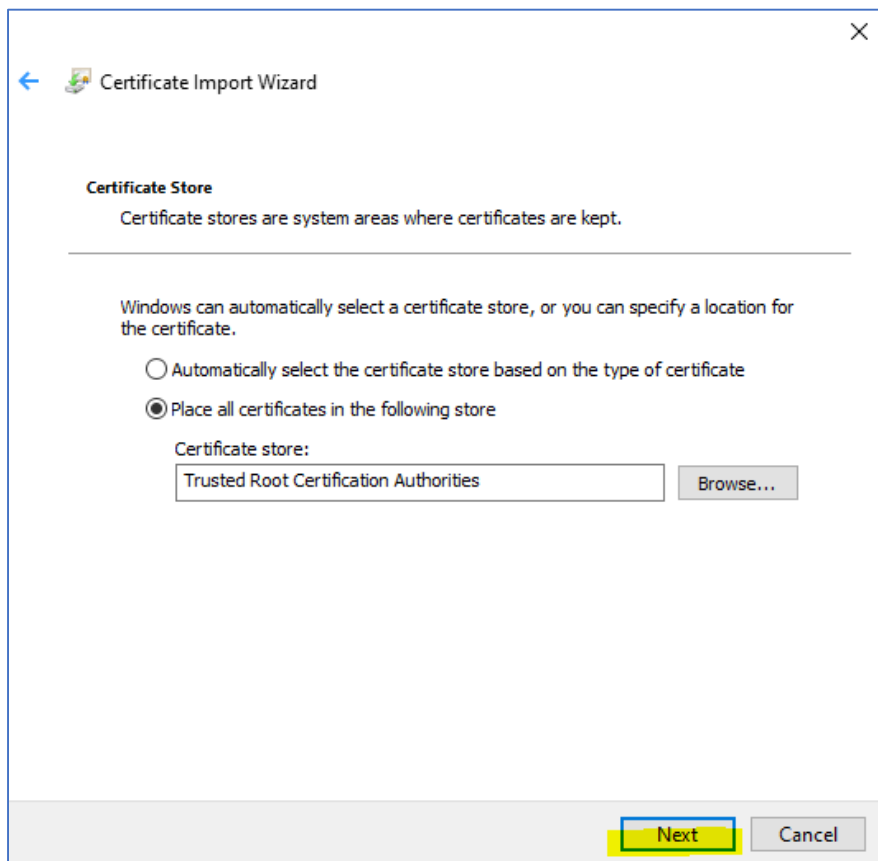 Certificate Import Wizard
Certificate Store
Certificate stores are system areas where certificates are kept.
Windows can automatically select a certificate store, or you can specify a location for
the certificate.
Automatically select the certificate store based on the type of certificate
Place all certificates in the following store
Certificate store:
Trusted Root Certification Authorities
Browse...
Next
Cancel